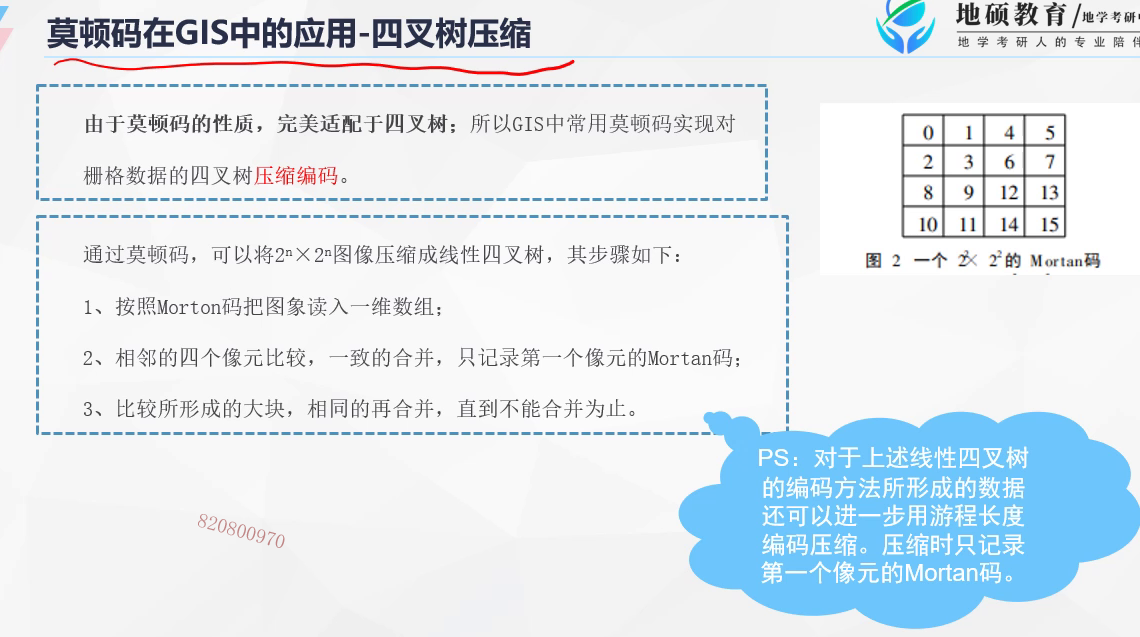 莫顿码在GIS中的应用-四叉树压缩
地硕教育/地学考研
地学考研人的专业陪伴
由于莫顿码的性质，完美适配于四叉树；所以GIS中常用莫顿码实现对
栅格数据的四叉树压缩编码。
0 1 4 5
2 3 6 7
8 9 12 13
10 11 14 15
图 2 一个 2²× 2²的 Mortan码
通过莫顿码，可以将2ⁿ×2ⁿ图像压缩成线性四叉树，其步骤如下：
1、按照Morton码把图象读入一维数组；
2、相邻的四个像元比较，一致的合并，只记录第一个像元的Mortan码；
3、比较所形成的大块，相同的再合并，直到不能合并为止。
PS：对于上述线性四叉树
的编码方法所形成的数据
还可以进一步用游程长度
编码压缩。压缩时只记录
第一个像元的Mortan码。
820800970